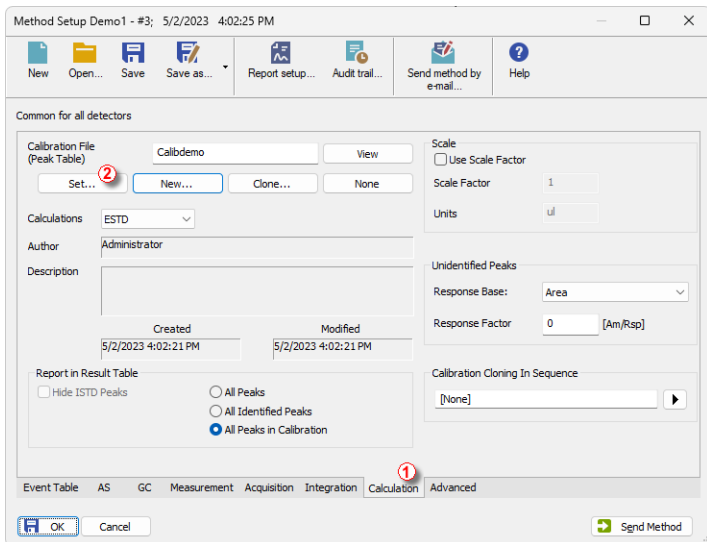 Method Setup Demo1 - #3;  5/2/2023  4:02:25 PM
New Open... Save Save as... Report setup... Audit trail... Send method by e-mail... Help
Common for all detectors
Calibration File
(Peak Table)
Calibdemo
View
Set...
2
New...
Clone...
None
Calculations
ESTD
Author
Administrator
Description
Created
Modified
5/2/2023 4:02:21 PM
5/2/2023 4:02:21 PM
Report in Result Table
Hide ISTD Peaks
All Peaks
All Identified Peaks
All Peaks in Calibration
Scale
Use Scale Factor
Scale Factor
1
Units
ul
Unidentified Peaks
Response Base:
Area
Response Factor
0
[Am/Rsp]
Calibration Cloning In Sequence
[None]
1
Event Table AS GC Measurement Acquisition Integration Calculation Advanced
OK
Cancel
Send Method